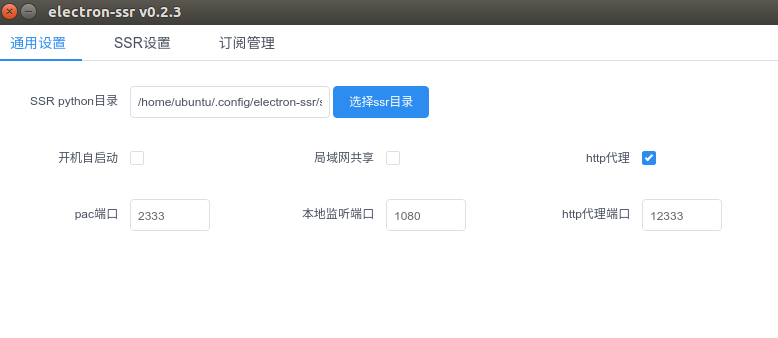 electron-ssr v0.2.3
通用设置 SSR设置 订阅管理
SSR python目录 /home/ubuntu/.config/electron-ssr/s 选择ssr目录
开机自启动 局域网共享 http代理
pac端口 2333 本地监听端口 1080 http代理端口 12333